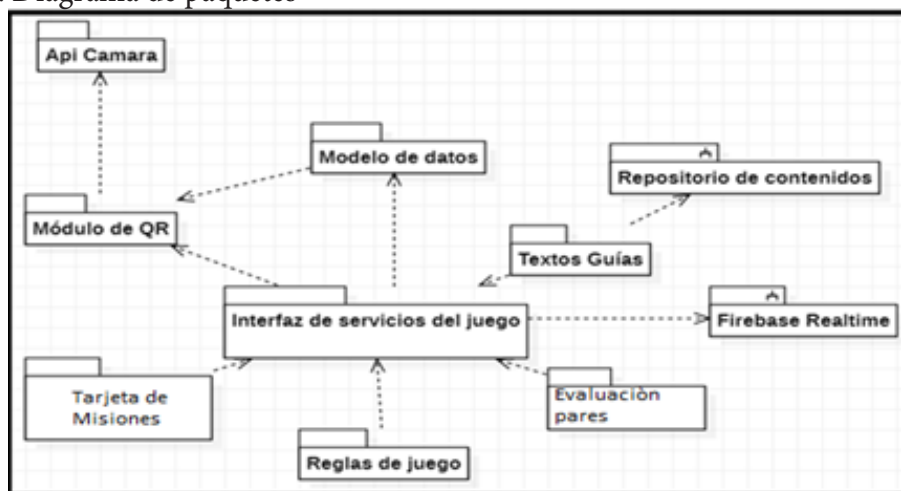 Diagrama de paquetes
Api Camara
Modelo de datos
Repositorio de contenidos
Módulo de QR
Textos Guías
Interfaz de servicios del juego
Firebase Realtime
Tarjeta de
Misiones
Evaluaciòn
pares
Reglas de juego